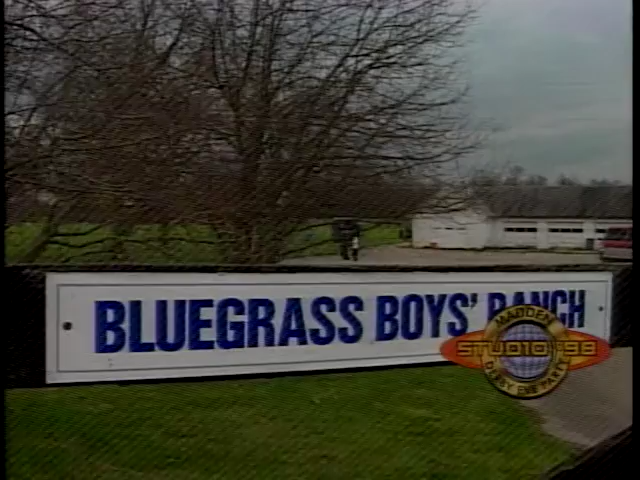 BLUEGRASS BOYS' RANCH
MADDEN
STUDIO '98
DERBY EVE PARTY